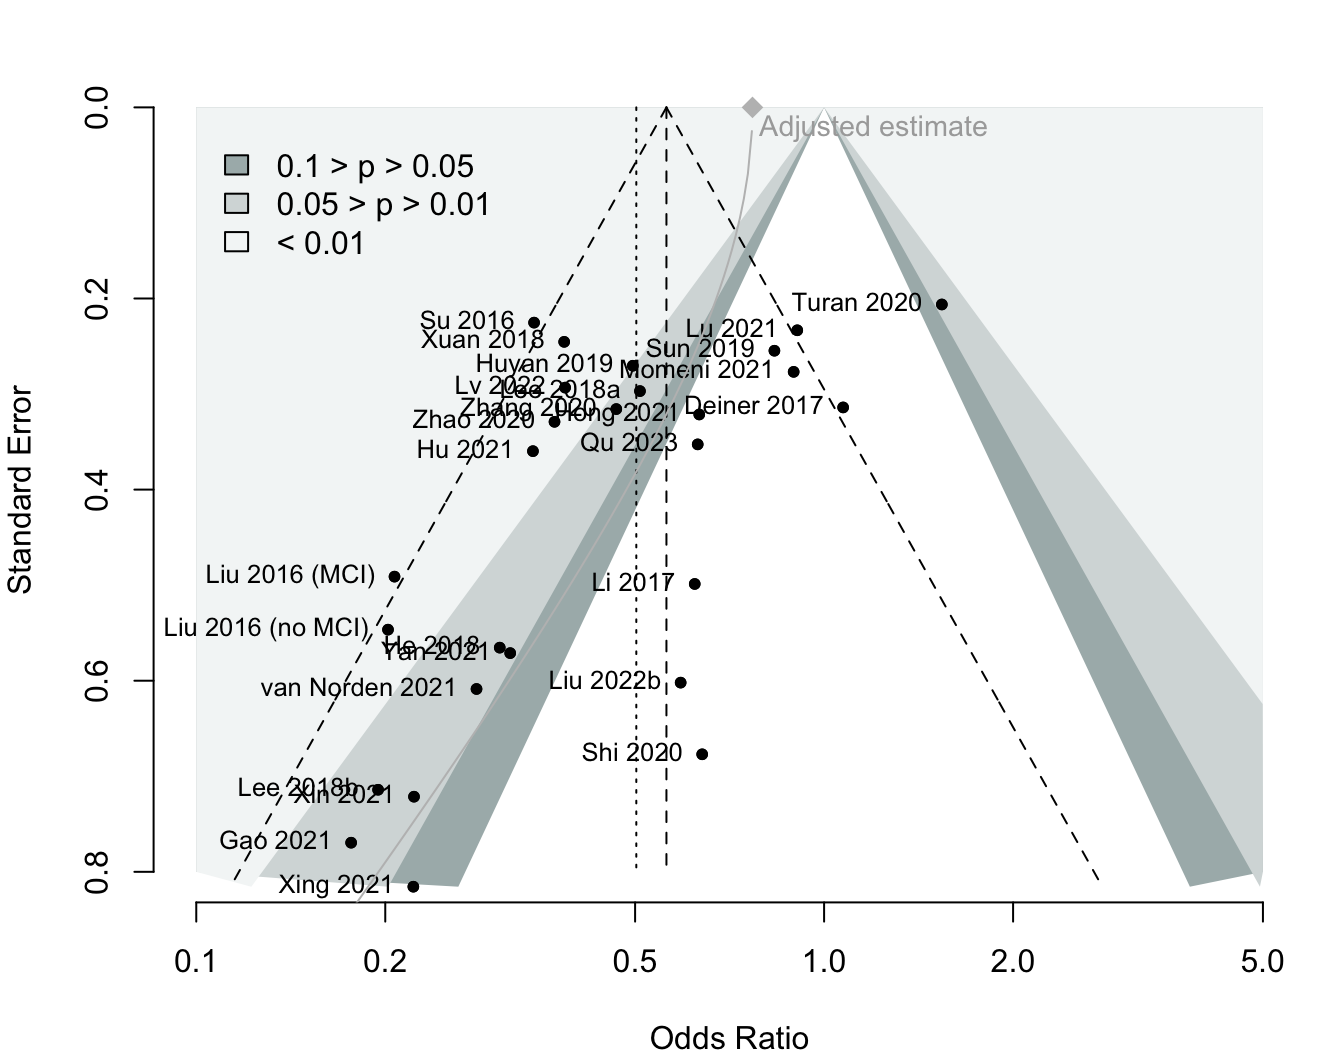 Adjusted estimate
0.1 > p > 0.05
0.05 > p > 0.01
< 0.01
Turan 2020
Su 2016
Lu 2021
Xuan 2018
Sun 2019
Huyan 2019
Momeni 2021
Lv 2022
Lee 2018a
Deiner 2017
Zhang 2020
Hong 2021
Zhao 2020
Qu 2023
Hu 2021
Liu 2016 (MCI)
Li 2017
Liu 2016 (no MCI)
He 2018
Yan 2021
Liu 2022b
van Norden 2021
Shi 2020
Lee 2018b
Xin 2021
Gao 2021
Xing 2021
Standard Error
0.0
0.2
0.4
0.6
0.8
0.1 0.2 0.5 1.0 2.0 5.0
Odds Ratio